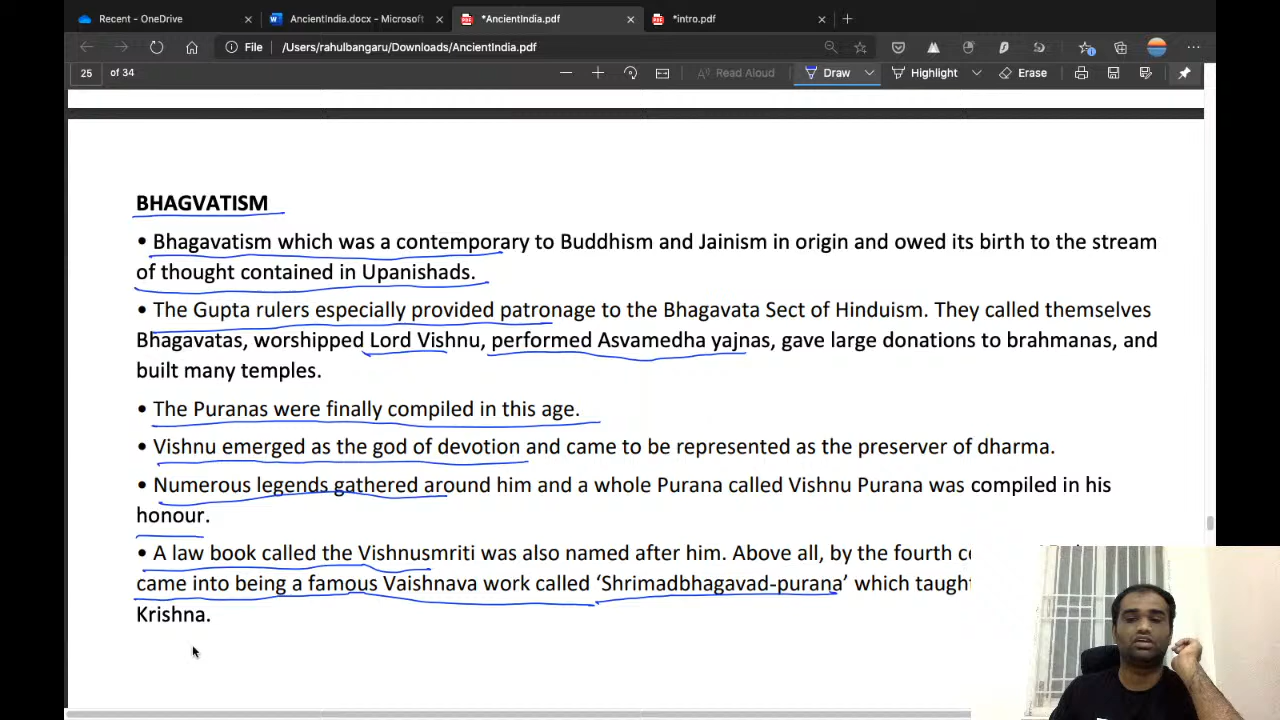 Recent - OneDrive
AncientIndia.docx - Microsoft
*AncientIndia.pdf
*intro.pdf
File /Users/rahulbangaru/Downloads/AncientIndia.pdf
25 of 34 Read Aloud Draw Highlight Erase
BHAGVATISM
• Bhagavatism which was a contemporary to Buddhism and Jainism in origin and owed its birth to the stream
of thought contained in Upanishads.
• The Gupta rulers especially provided patronage to the Bhagavata Sect of Hinduism. They called themselves
Bhagavatas, worshipped Lord Vishnu, performed Asvamedha yajnas, gave large donations to brahmanas, and
built many temples.
• The Puranas were finally compiled in this age.
• Vishnu emerged as the god of devotion and came to be represented as the preserver of dharma.
• Numerous legends gathered around him and a whole Purana called Vishnu Purana was compiled in his
honour.
• A law book called the Vishnusmriti was also named after him. Above all, by the fourth
came into being a famous Vaishnava work called ‘Shrimadbhagavad-purana’ which taught
Krishna.